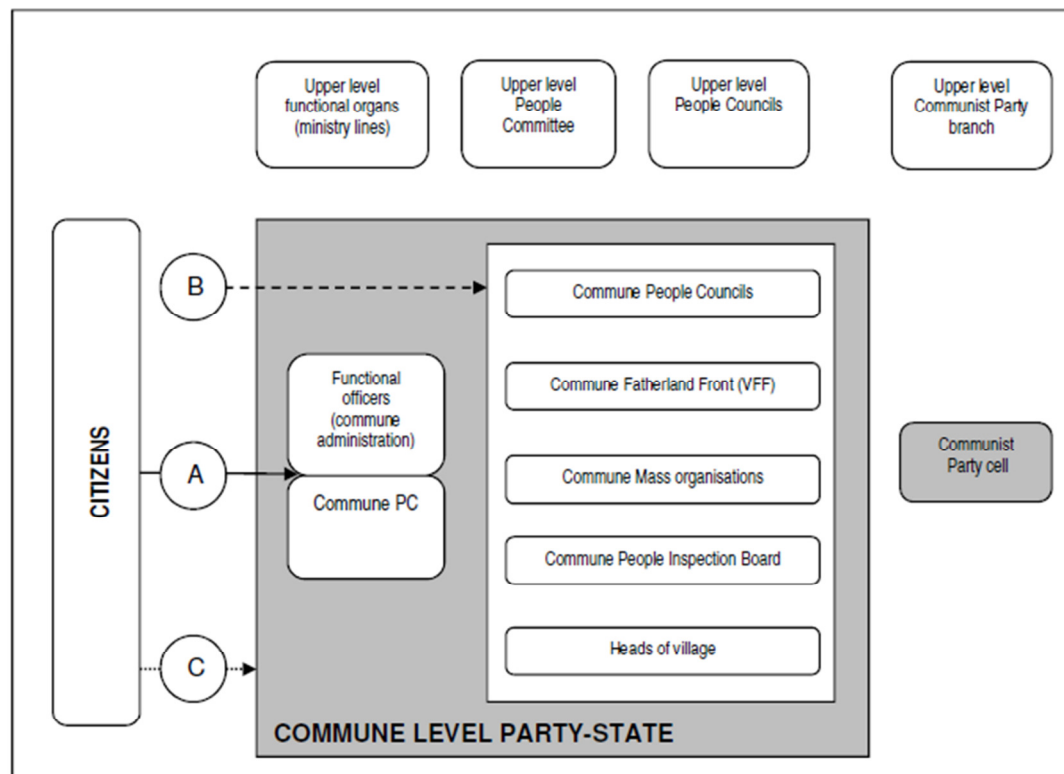 Upper level
functional organs
(ministry lines)
Upper level
People
Committee
Upper level
People Councils
Upper level
Communist Party
branch
CITIZENS
B
A
C
Functional
officers
(commune
administration)
Commune PC
Commune People Councils
Commune Fatherland Front (VFF)
Commune Mass organisations
Commune People Inspection Board
Heads of village
Communist
Party cell
COMMUNE LEVEL PARTY-STATE